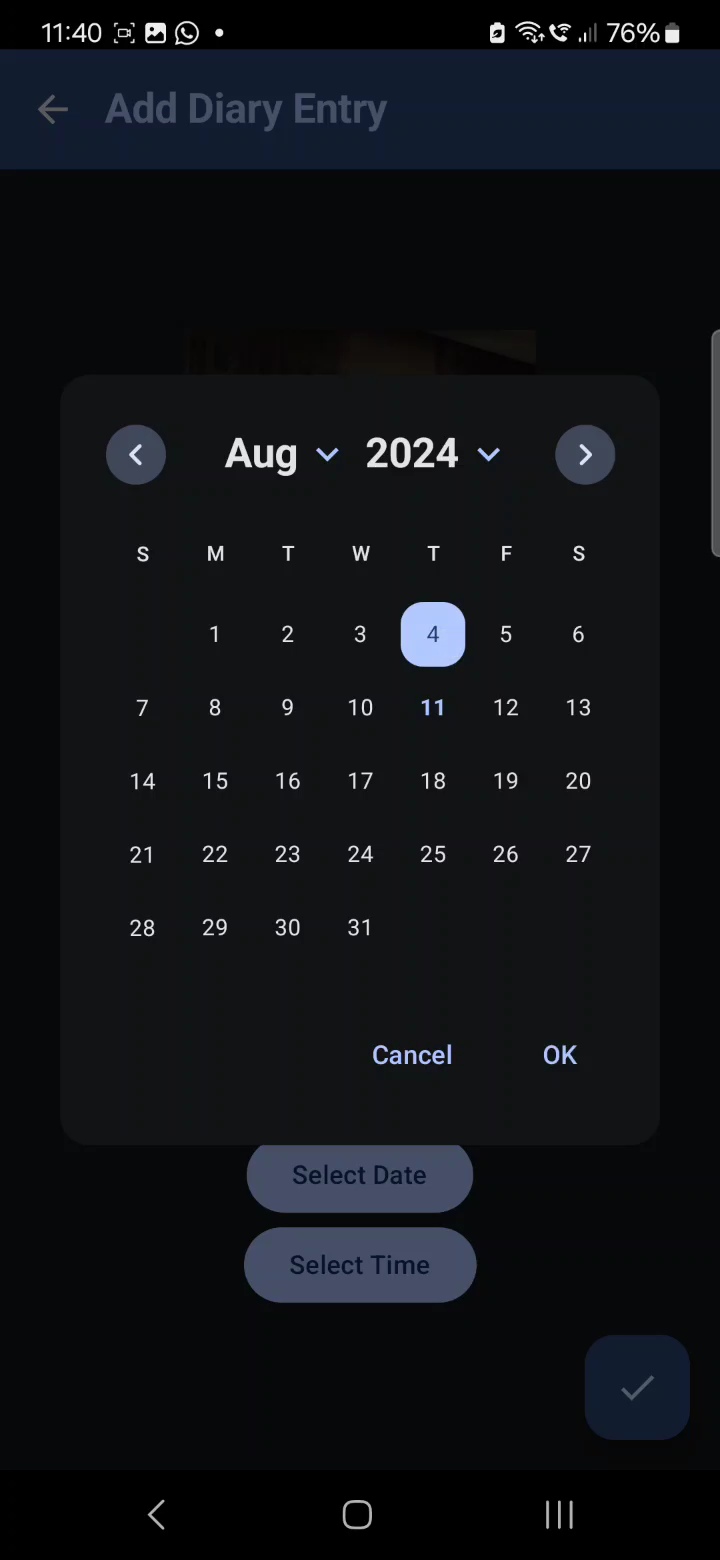 11:40 76%
Add Diary Entry
Aug 2024
S M T W T F S
1 2 3 4 5 6
7 8 9 10 11 12 13
14 15 16 17 18 19 20
21 22 23 24 25 26 27
28 29 30 31
Cancel OK
Select Date
Select Time